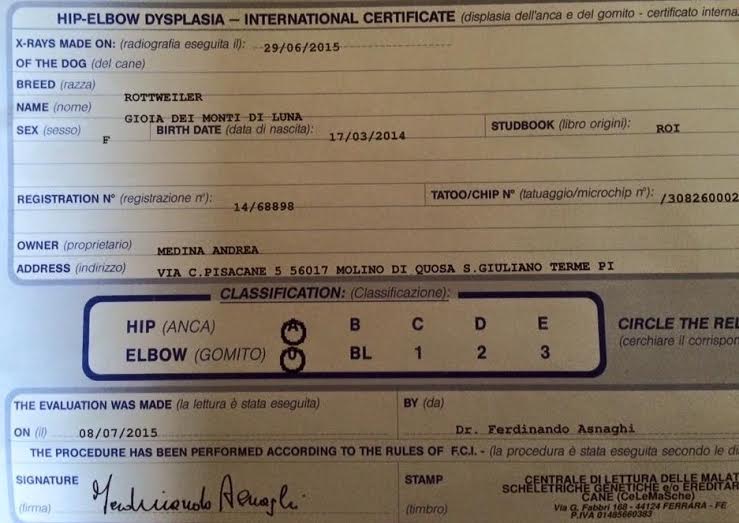 HIP-ELBOW DYSPLASIA – INTERNATIONAL CERTIFICATE (displasia dell'anca e del gomito - certificato interna
X-RAYS MADE ON: (radiografia eseguita il): 29/06/2015
OF THE DOG (del cane)
BREED (razza) ROTTWEILER
NAME (nome) GIOIA DEI MONTI DI LUNA
SEX (sesso) F BIRTH DATE (data di nascita): 17/03/2014 STUDBOOK (libro origini): ROI
REGISTRATION N° (registrazione n°): 14/68898 TATOO/CHIP N° (tatuaggio/microchip n°): /308260002
OWNER (proprietario) MEDINA ANDREA
ADDRESS (indirizzo) VIA C.PISACANE 5 56017 MOLINO DI QUOSA S.GIULIANO TERME PI
CLASSIFICATION: (Classificazione):
HIP (ANCA) A B C D E CIRCLE THE REL
ELBOW (GOMITO) 0 BL 1 2 3 (cerchiare il corrispon
THE EVALUATION WAS MADE (la lettura è stata eseguita) BY (da)
ON (il) 08/07/2015 Dr. Ferdinando Asnaghi
THE PROCEDURE HAS BEEN PERFORMED ACCORDING TO THE RULES OF F.C.I. - (la procedura è stata eseguita secondo le di
SIGNATURE Ferdinando Asnaghi STAMP CENTRALE DI LETTURA DELLE MALAT
SCHELETRICHE GENETICHE e/o EREDITAR
CANE (CeLeMaSche)
(firma) (timbro) Via G. Fabbri 168 - 44124 FERRARA - FE
P.IVA 01485660383